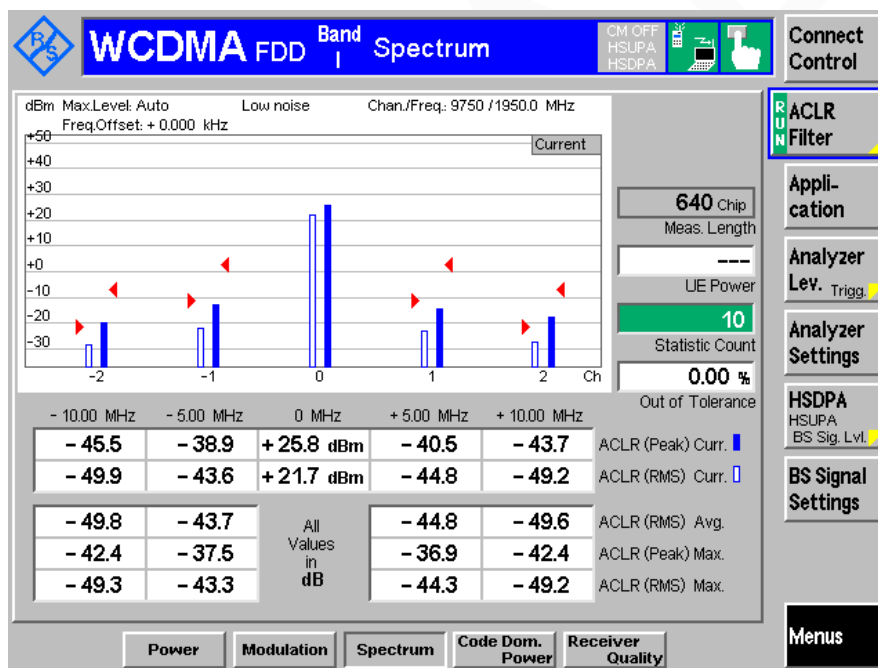 R/S WCDMA FDD Band I Spectrum
CM OFF
HSUPA
HSDPA
Connect
Control
dBm Max.Level: Auto Low noise Chan./Freq.: 9750 / 1950.0 MHz
Freq.Offset: + 0.000 kHz
Current
+50
+40
+30
+20
+10
+0
-10
-20
-30
-2 -1 0 1 2 Ch
640 Chip
Meas. Length
---
UE Power
10
Statistic Count
0.00 %
Out of Tolerance
- 10.00 MHz - 5.00 MHz 0 MHz + 5.00 MHz + 10.00 MHz
- 45.5 - 38.9 + 25.8 dBm - 40.5 - 43.7 ACLR (Peak) Curr.
- 49.9 - 43.6 + 21.7 dBm - 44.8 - 49.2 ACLR (RMS) Curr.
- 49.8 - 43.7 - 44.8 - 49.6 ACLR (RMS) Avg.
- 42.4 - 37.5 - 36.9 - 42.4 ACLR (Peak) Max.
- 49.3 - 43.3 - 44.3 - 49.2 ACLR (RMS) Max.
All
Values
in
dB
RUN
ACLR
Filter
Appli-
cation
Analyzer
Lev. Trigg.
Analyzer
Settings
HSDPA
HSUPA
BS Sig. Lvl.
BS Signal
Settings
Menus
Power Modulation Spectrum Code Dom. Power Receiver Quality